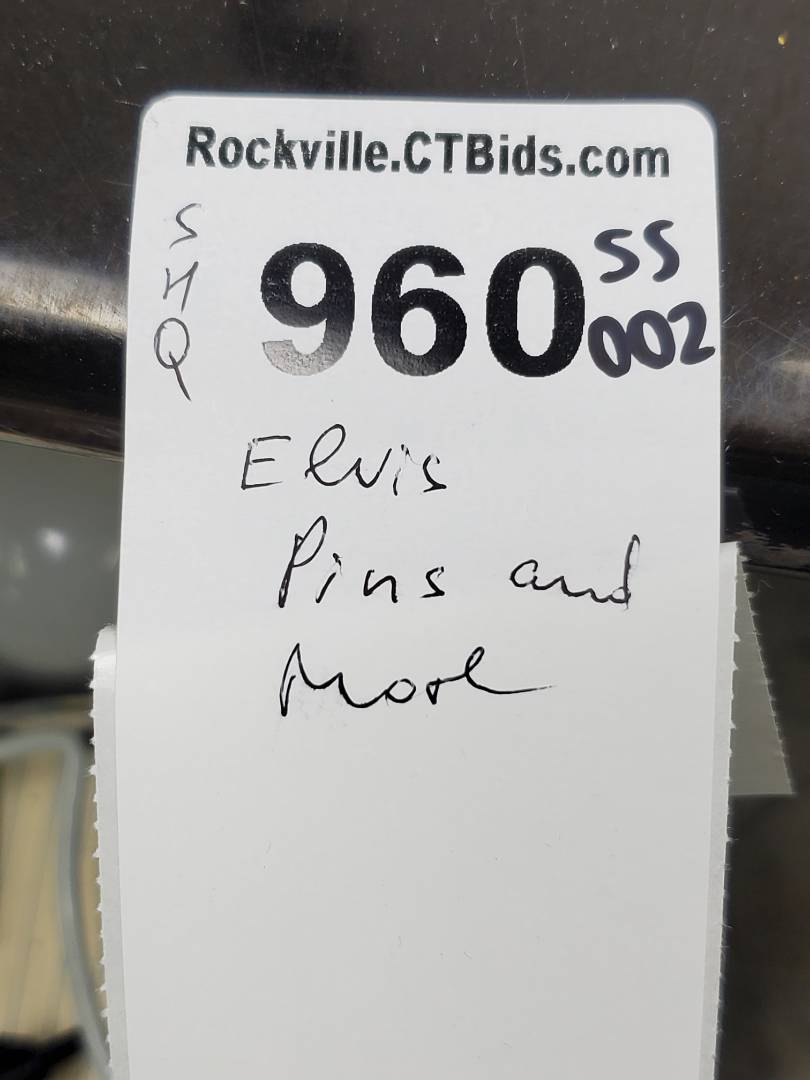 Rockville.CTBids.com
SHQ
960 SS
002
Elvis
Pins and
More